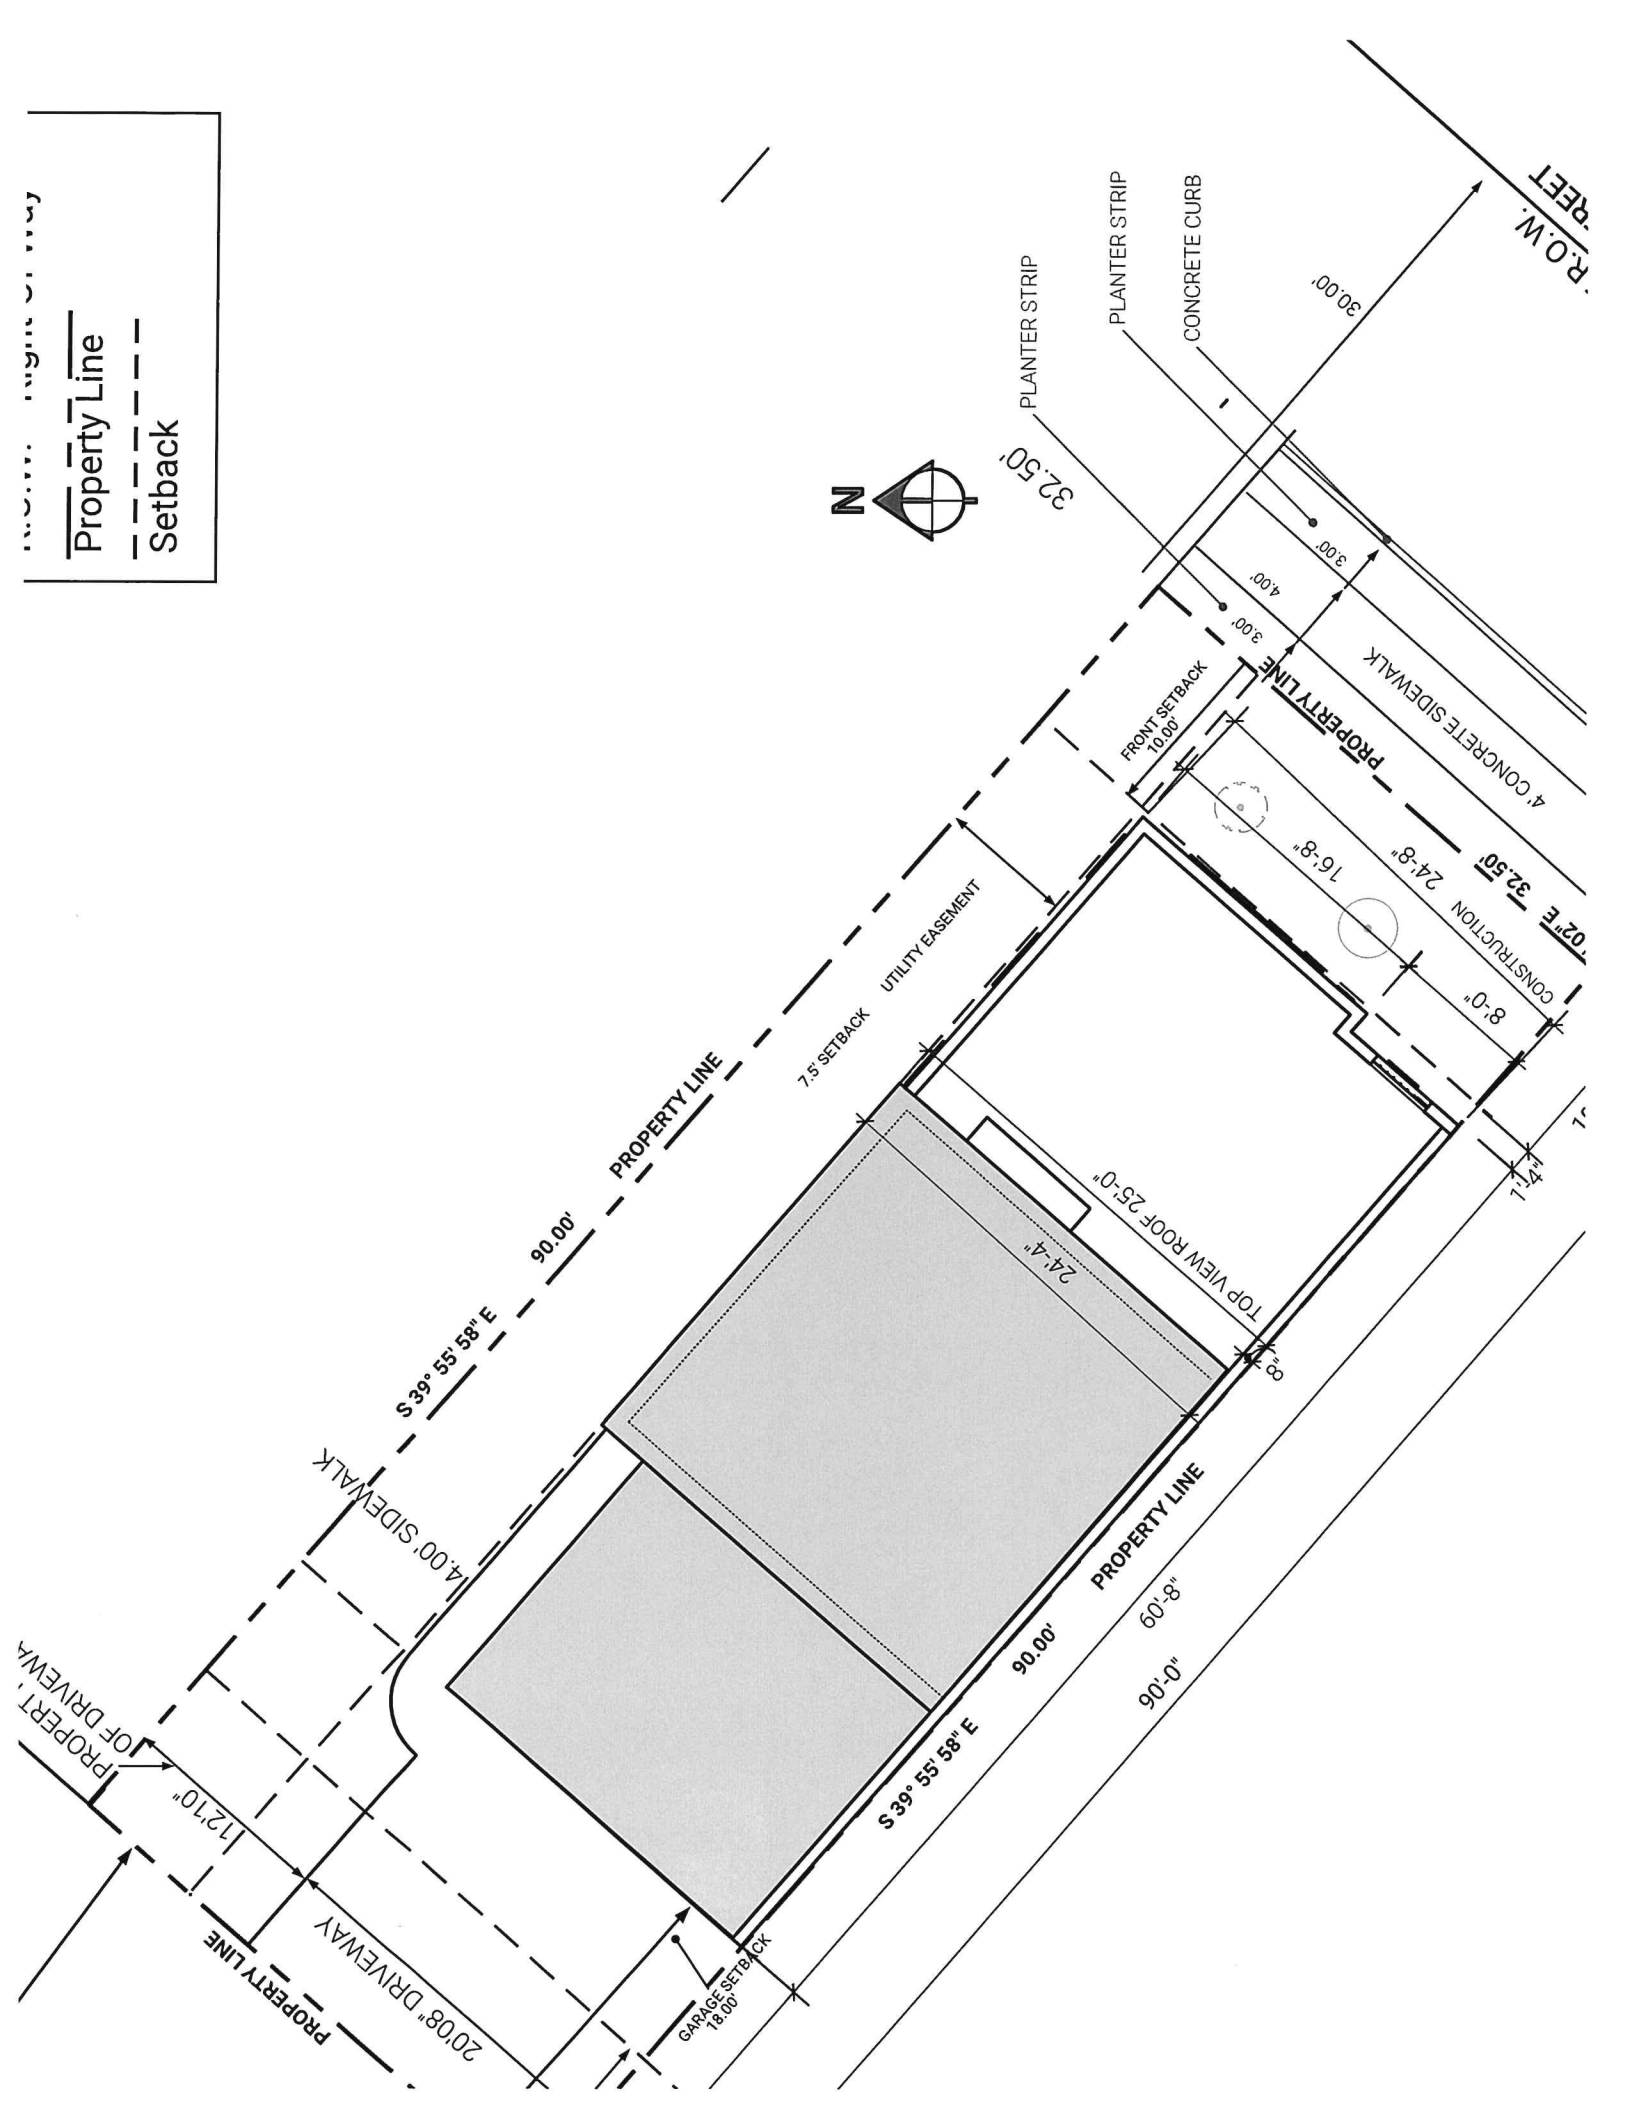 Right of Way
Property Line
Setback
N
PLANTER STRIP
PLANTER STRIP
CONCRETE CURB
R.O.W.
30.00'
32.50'
3.00'
4.00'
3.00'
4' CONCRETE SIDEWALK
PROPERTY LINE
32.50'
02" E
FRONT SETBACK
10.00'
16'-8"
24'-8"
CONSTRUCTION
8'-0"
1'-4"
UTILITY EASEMENT
7.5' SETBACK
PROPERTY LINE
90.00'
S 39° 55' 58" E
TOP VIEW ROOF 25'-0"
24'-4"
8"
4.00' SIDEWALK
OF DRIVEWA
12'10"
PROPERTY LINE
20'08" DRIVEWAY
GARAGE SETBACK
18.00'
PROPERTY LINE
90.00'
S 39° 55' 58" E
60'-8"
90'-0"